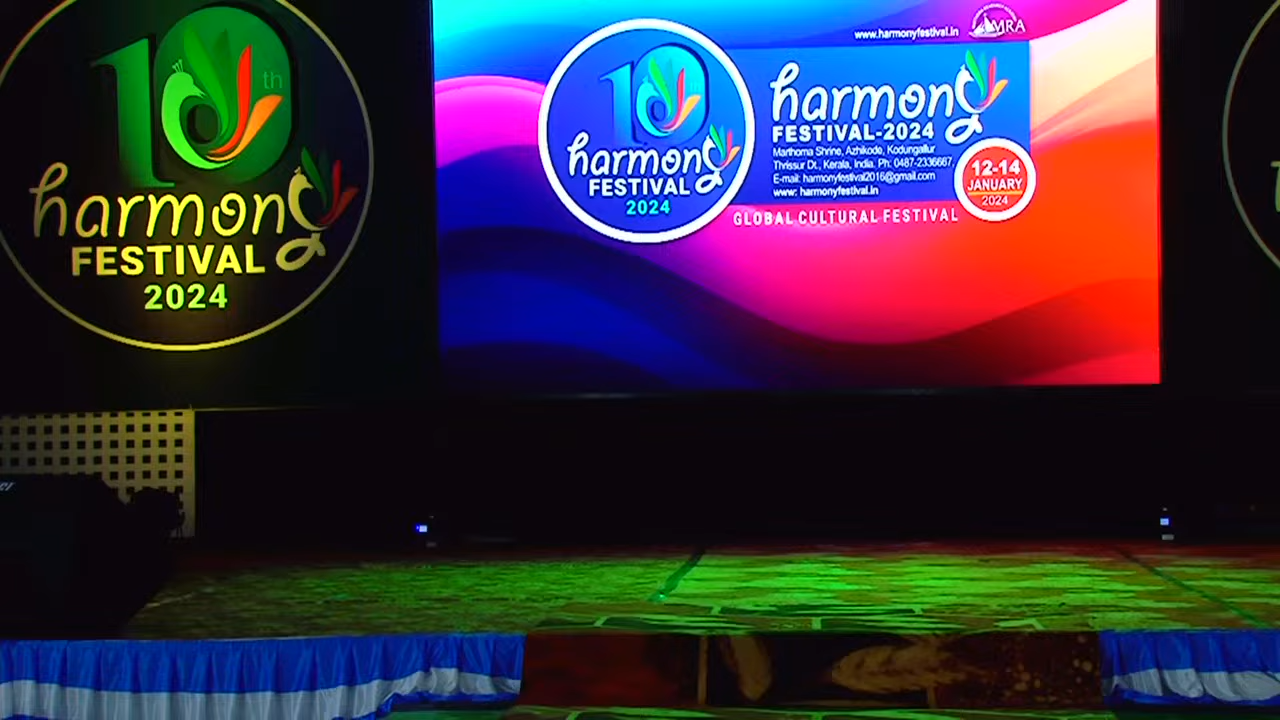 10th
harmony
FESTIVAL
2024
www.harmonyfestival.in
MRA
10
harmony
FESTIVAL
2024
harmony
FESTIVAL-2024
Marthoma Shrine, Azhikode, Kodungallur
Thrissur Dt., Kerala, India. Ph: 0487-2336667,
E-mail: harmonyfestival2016@gmail.com
www: harmonyfestival.in
12-14
JANUARY
2024
GLOBAL CULTURAL FESTIVAL